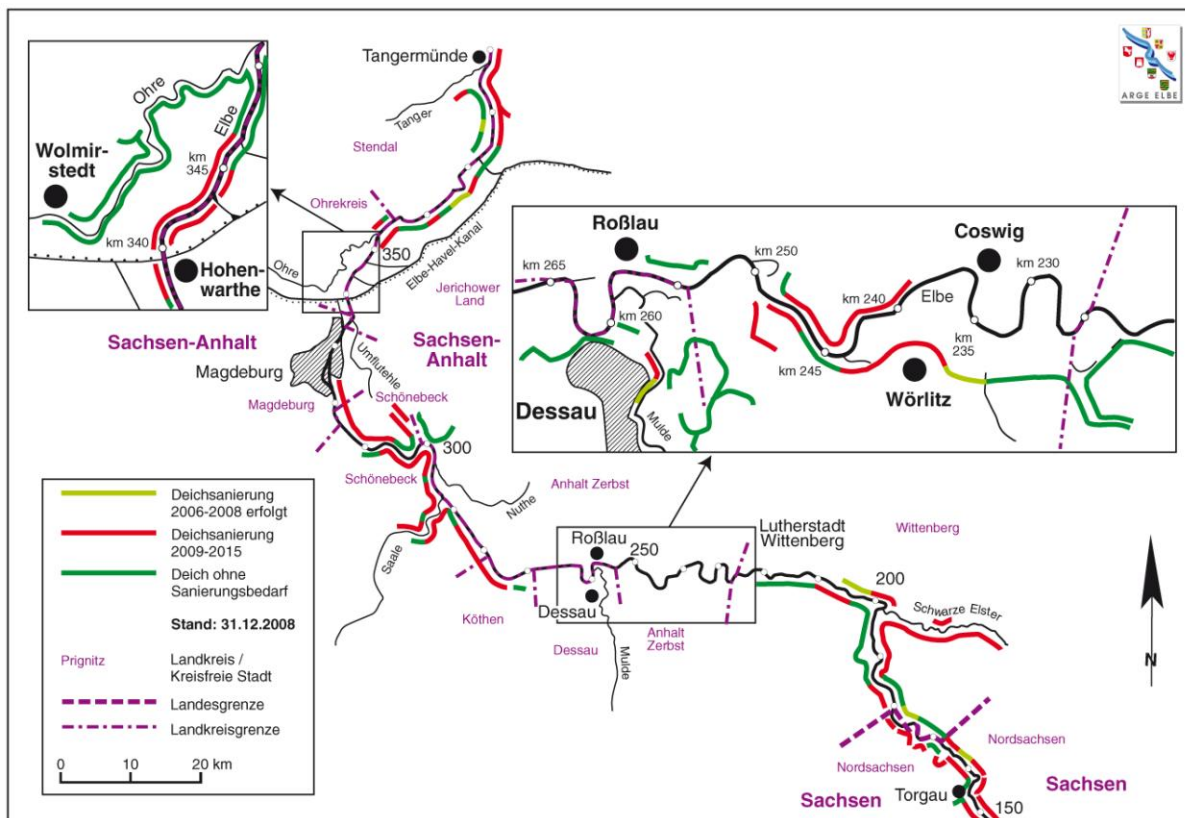 Tangermünde
Tanger
Stendal
Ohrekreis
350
Elbe-Havel-Kanal
Ohre
Jerichower
Land
ARGE ELBE
Ohre
Elbe
Wolmir-
stedt
km
345
km 340
Hohen-
warthe
Sachsen-Anhalt
Sachsen-
Anhalt
Magdeburg
Umflutehle
Magdeburg
Schönebeck
300
Schönebeck
Roßlau
Coswig
km 265
km 250
km 230
km 240
Elbe
km 260
km
235
km 245
Wörlitz
Dessau
Mulde
Nuthe
Anhalt Zerbst
Saale
Roßlau
250
Lutherstadt
Wittenberg
Wittenberg
200
Schwarze Elster
Dessau
Köthen
Dessau
Mulde
Anhalt
Zerbst
N
Nordsachsen
Nordsachsen
Sachsen
Sachsen
Torgau
150
Deichsanierung
2006-2008 erfolgt
Deichsanierung
2009-2015
Deich ohne
Sanierungsbedarf
Stand: 31.12.2008
Prignitz
Landkreis /
Kreisfreie Stadt
Landesgrenze
Landkreisgrenze
0 10 20 km